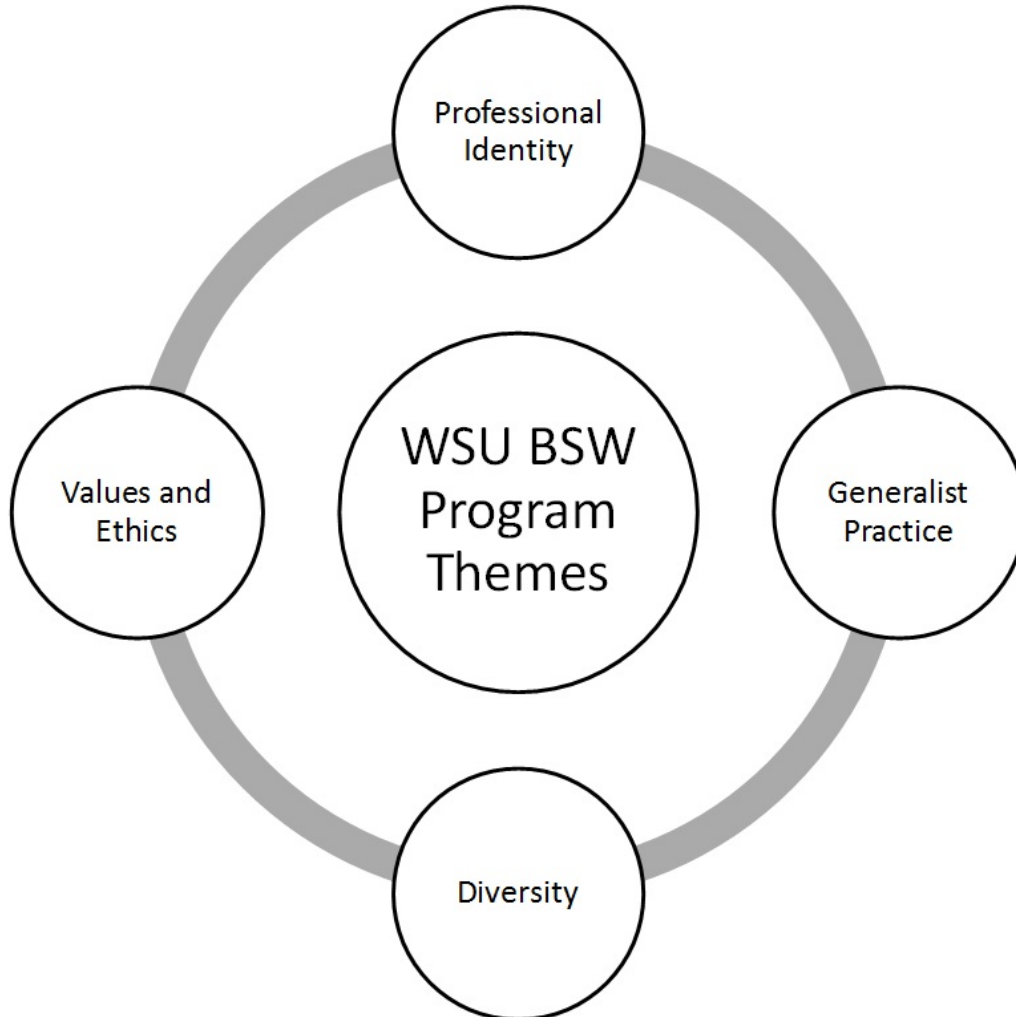 Professional
Identity
Values and
Ethics
WSU BSW
Program
Themes
Generalist
Practice
Diversity